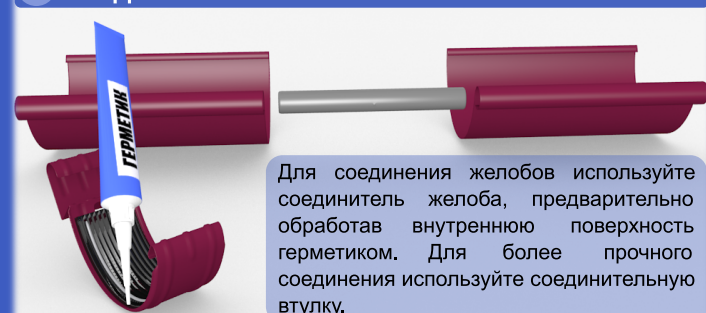 ГЕРМЕТИК
Для соединения желобов используйте
соединитель желоба, предварительно
обработав внутреннюю поверхность
герметиком. Для более прочного
соединения используйте соединительную
втулку.